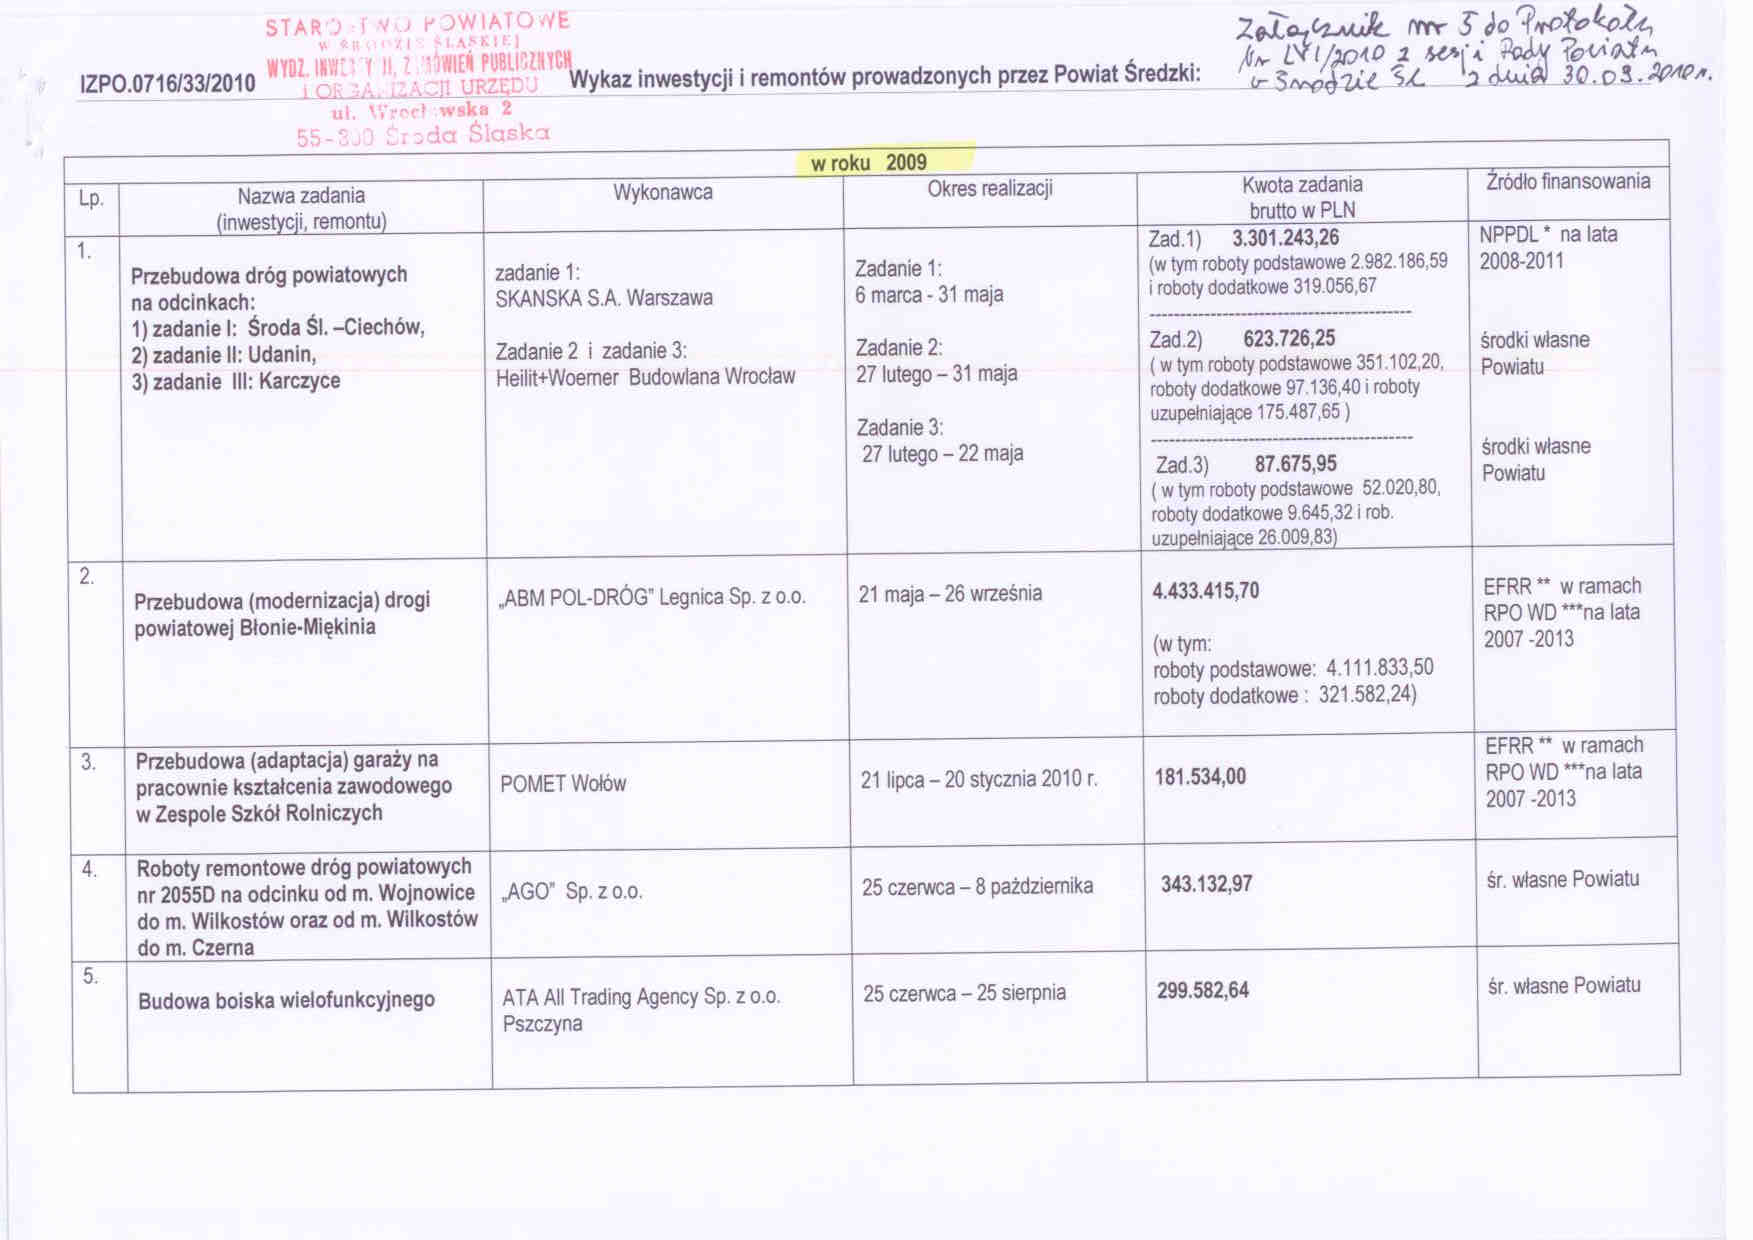 STAROSTWO POWIATOWE
W ŚRODZIE ŚLĄSKIEJ
WYDZ. INWESTYCJI, ZAMÓWIEŃ PUBLICZNYCH
I ORGANIZACJI URZĘDU
ul. Wrocławska 2
55-300 Środa Śląska
IZPO.0716/33/2010
Wykaz inwestycji i remontów prowadzonych przez Powiat Średzki:
Załącznik nr 5 do Protokołu
Nr LVI/2010 z sesji Rady Powiatu
w Środzie Śl. z dnia 30.03.2010 r.
w roku 2009
Lp.
Nazwa zadania
(inwestycji, remontu)
Wykonawca
Okres realizacji
Kwota zadania
brutto w PLN
Źródło finansowania
1.
Przebudowa dróg powiatowych
na odcinkach:
1) zadanie I: Środa Śl. –Ciechów,
2) zadanie II: Udanin,
3) zadanie III: Karczyce
zadanie 1:
SKANSKA S.A. Warszawa
Zadanie 2 i zadanie 3:
Heilit+Woerner Budowlana Wrocław
Zadanie 1:
6 marca - 31 maja
Zadanie 2:
27 lutego – 31 maja
Zadanie 3:
27 lutego – 22 maja
Zad.1) 3.301.243,26
(w tym roboty podstawowe 2.982.186,59
i roboty dodatkowe 319.056,67
--------------------------------------------
Zad.2) 623.726,25
( w tym roboty podstawowe 351.102,20,
roboty dodatkowe 97.136,40 i roboty
uzupełniające 175.487,65 )
--------------------------------------------
Zad.3) 87.675,95
( w tym roboty podstawowe 52.020,80,
roboty dodatkowe 9.645,32 i rob.
uzupełniające 26.009,83)
NPPDL * na lata
2008-2011
środki własne
Powiatu
środki własne
Powiatu
2.
Przebudowa (modernizacja) drogi
powiatowej Błonie-Miękinia
„ABM POL-DRÓG” Legnica Sp. z o.o.
21 maja – 26 września
4.433.415,70
(w tym:
roboty podstawowe: 4.111.833,50
roboty dodatkowe : 321.582,24)
EFRR ** w ramach
RPO WD ***na lata
2007 -2013
3.
Przebudowa (adaptacja) garaży na
pracownie kształcenia zawodowego
w Zespole Szkół Rolniczych
POMET Wołów
21 lipca – 20 stycznia 2010 r.
181.534,00
EFRR ** w ramach
RPO WD ***na lata
2007 -2013
4.
Roboty remontowe dróg powiatowych
nr 2055D na odcinku od m. Wojnowice
do m. Wilkostów oraz od m. Wilkostów
do m. Czerna
„AGO” Sp. z o.o.
25 czerwca – 8 października
343.132,97
śr. własne Powiatu
5.
Budowa boiska wielofunkcyjnego
ATA All Trading Agency Sp. z o.o.
Pszczyna
25 czerwca – 25 sierpnia
299.582,64
śr. własne Powiatu